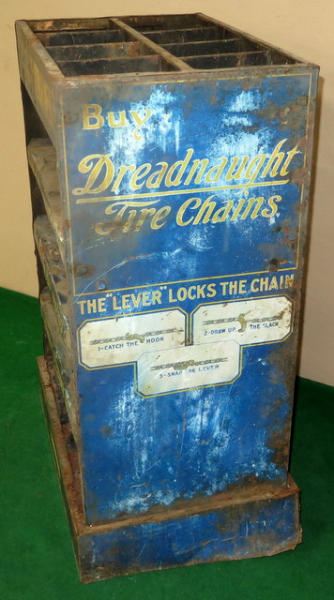 Buy
Dreadnaught
Tire Chains.
THE "LEVER" LOCKS THE CHAIN
1-CATCH THE HOOK
2-DRAW UP THE SLACK
3-SNAP THE LEVER